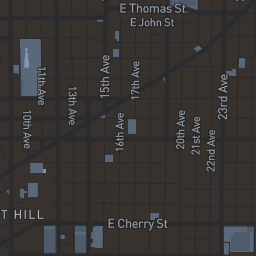 E Thomas St.
E John St
15th Ave
17th Ave
11th Ave
13th Ave
10th Ave
16th Ave
20th Ave
21st Ave
22nd Ave
23rd Ave
T HILL
E Cherry St